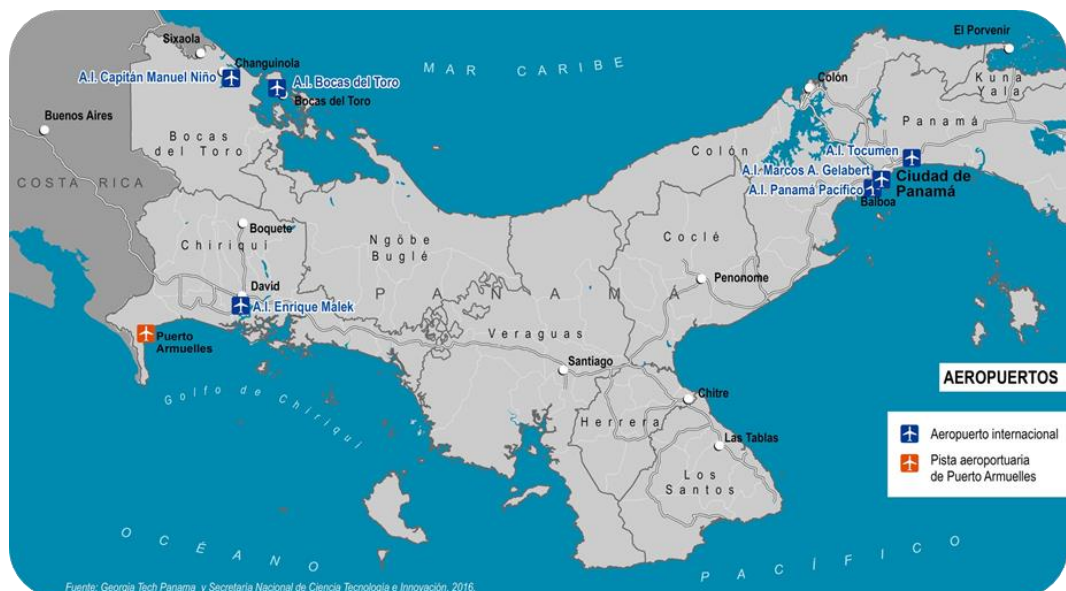 El Porvenir
Sixaola
MAR CARIBE
Changuinola
A.I. Capitán Manuel Niño
A.I. Bocas del Toro
Bocas del Toro
Colón
Kuna
Yala
Buenos Aires
Panamá
Bocas
del Toro
Colón
A.I. Tocumen
A.I. Marcos A. Gelabert
Ciudad de
Panamá
A.I. Panamá Pacífico
Balboa
COSTA RICA
Boquete
Chiriquí
Ngöbe
Buglé
Coclé
Penonome
David
PANAMÁ
A.I. Enrique Malek
Veraguas
Puerto
Armuelles
Santiago
AEROPUERTOS
Golfo de Chiriquí
Chitre
Herrera
Las Tablas
Aeropuerto internacional
Pista aeroportuaria
de Puerto Armuelles
Los
Santos
OCÉANO
PACÍFICO
Fuente: Georgia Tech Panama y Secretaría Nacional de Ciencia Tecnología e Innovación, 2016.